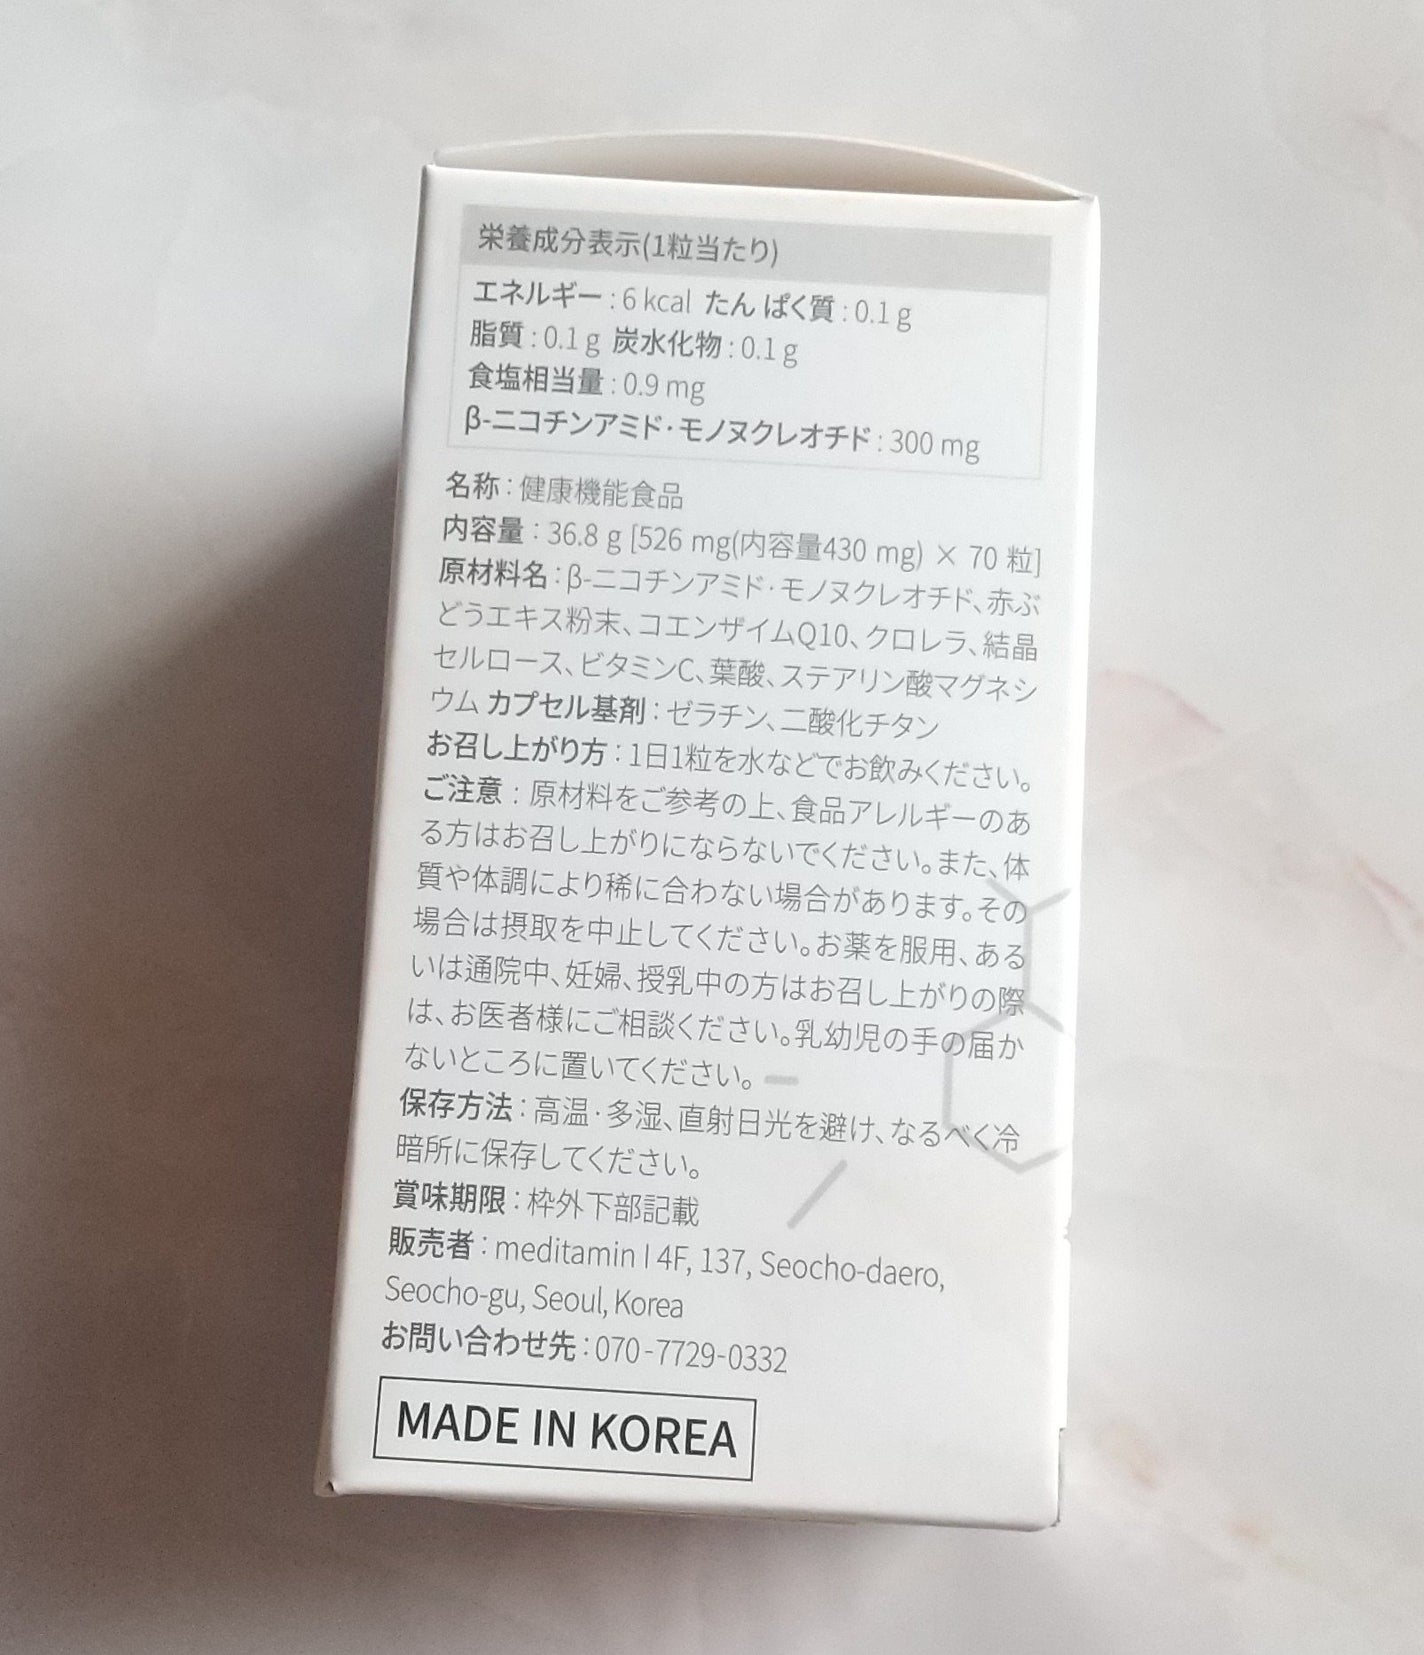 栄養成分表示(1粒当たり)
エネルギー : 6 kcal たん ぱく質 : 0.1 g
脂質 : 0.1 g 炭水化物 : 0.1 g
食塩相当量 : 0.9 mg
β-ニコチンアミド・モノヌクレオチド : 300 mg
名称 : 健康機能食品
内容量 : 36.8 g [526 mg(内容量430 mg) × 70 粒]
原材料名 : β-ニコチンアミド・モノヌクレオチド、赤ぶ
どうエキス粉末、コエンザイムQ10、クロレラ、結晶
セルロース、ビタミンC、葉酸、ステアリン酸マグネシ
ウム カプセル基剤 : ゼラチン、二酸化チタン
お召し上がり方 : 1日1粒を水などでお飲みください。
ご注意 : 原材料をご参考の上、食品アレルギーのあ
る方はお召し上がりにならないでください。また、体
質や体調により稀に合わない場合があります。その
場合は摂取を中止してください。お薬を服用、ある
いは通院中、妊婦、授乳中の方はお召し上がりの際
は、お医者様にご相談ください。乳幼児の手の届か
ないところに置いてください。
保存方法 : 高温・多湿、直射日光を避け、なるべく冷
暗所に保存してください。
賞味期限 : 枠外下部記載
販売者 : meditamin l 4F, 137, Seocho-daero,
Seocho-gu, Seoul, Korea
お問い合わせ先 : 070-7729-0332
MADE IN KOREA